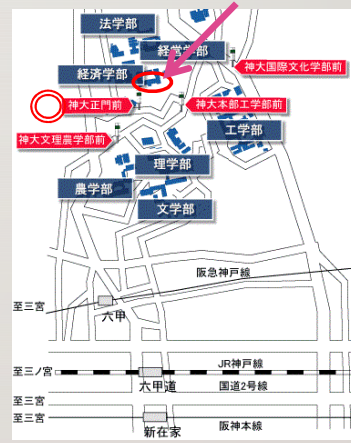 法学部
経営学部
神大国際文化学部前
経済学部
神大正門前
神大本部工学部前
工学部
神大文理農学部前
理学部
農学部
文学部
阪急神戸線
至三宮
六甲
JR神戸線
至三ノ宮
六甲道
国道2号線
至三宮
至三宮
新在家
阪神本線